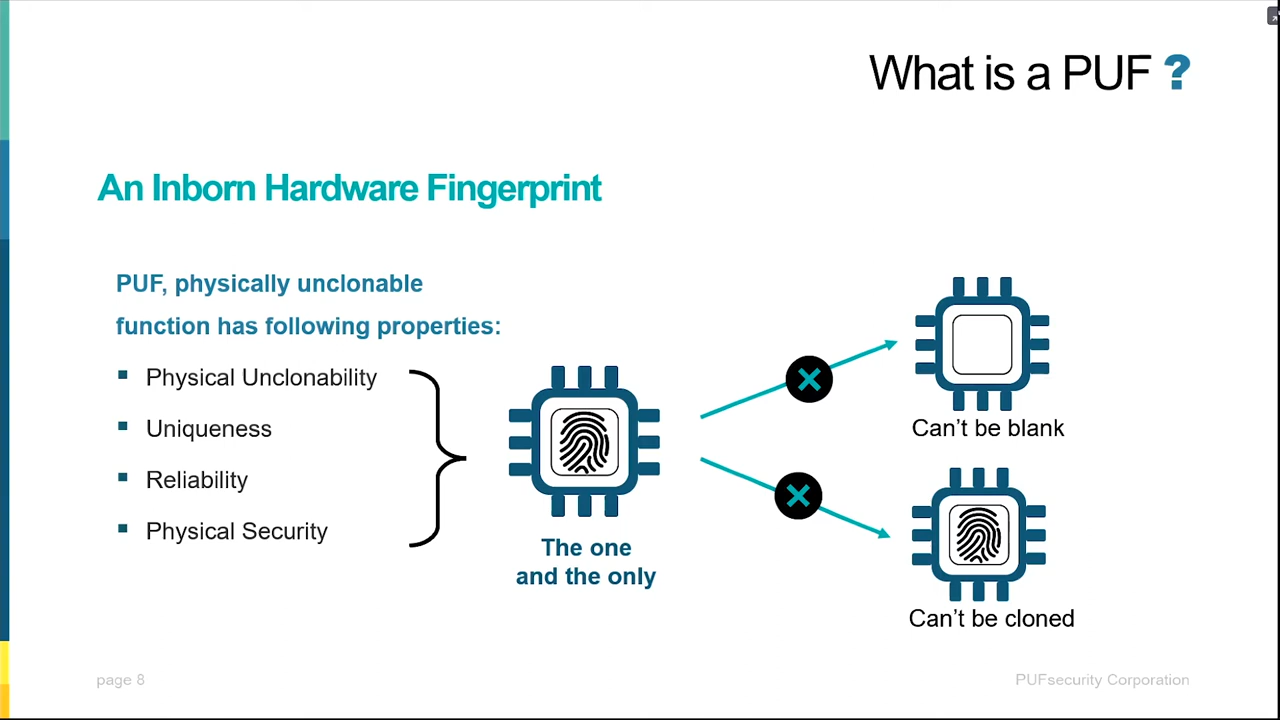 What is a PUF ?
An Inborn Hardware Fingerprint
PUF, physically unclonable
function has following properties:
▪ Physical Unclonability
▪ Uniqueness
▪ Reliability
▪ Physical Security
The one
and the only
Can't be blank
Can't be cloned
page 8
PUFsecurity Corporation